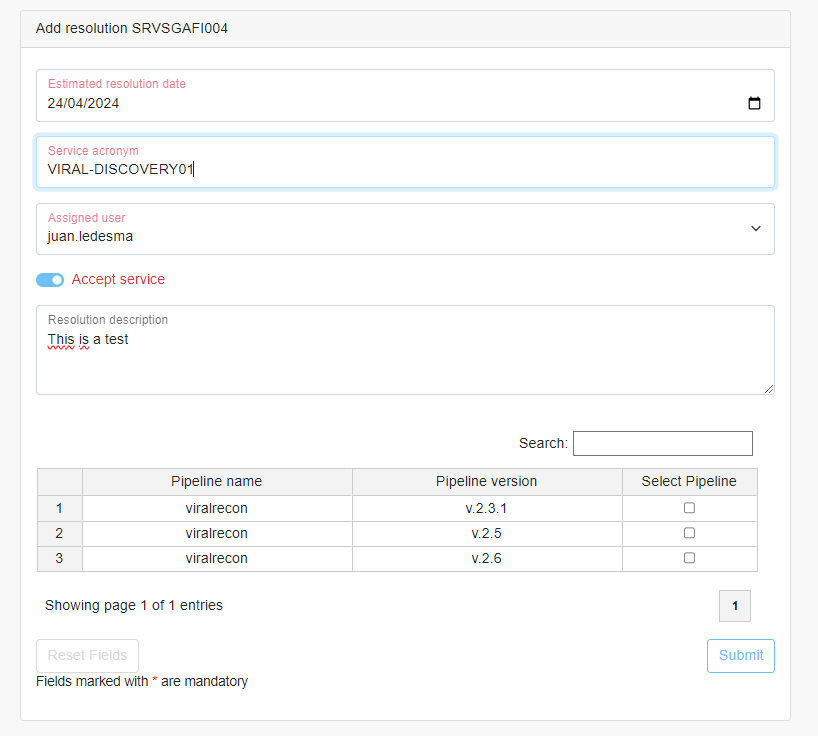 Add resolution SRVSGAFI004
Estimated resolution date
24/04/2024
Service acronym
VIRAL-DISCOVERY01
Assigned user
juan.ledesma
Accept service
Resolution description
This is a test
Search:
Pipeline name Pipeline version Select Pipeline
1 viralrecon v.2.3.1
2 viralrecon v.2.5
3 viralrecon v.2.6
Showing page 1 of 1 entries 1
Reset Fields Submit
Fields marked with * are mandatory